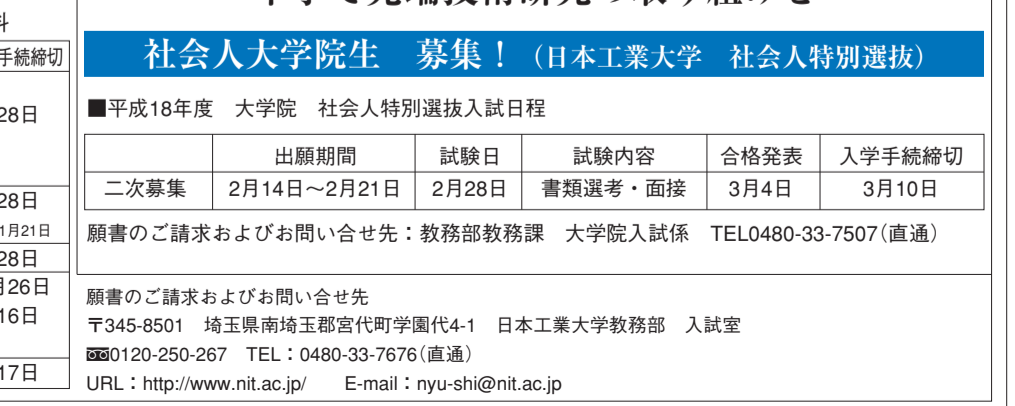 手続締切
28日
28日
1月21日
28日
月26日
16日
17日
社会人大学院生 募集！（日本工業大学 社会人特別選抜）
■平成18年度 大学院 社会人特別選抜入試日程
出願期間 試験日 試験内容 合格発表 入学手続締切
二次募集 2月14日～2月21日 2月28日 書類選考・面接 3月4日 3月10日
願書のご請求およびお問い合せ先：教務部教務課 大学院入試係 TEL0480-33-7507（直通）
願書のご請求およびお問い合せ先
〒345-8501 埼玉県南埼玉郡宮代町学園代4-1 日本工業大学教務部 入試室
0120-250-267 TEL：0480-33-7676（直通）
URL：http://www.nit.ac.jp/ E-mail：nyu-shi@nit.ac.jp